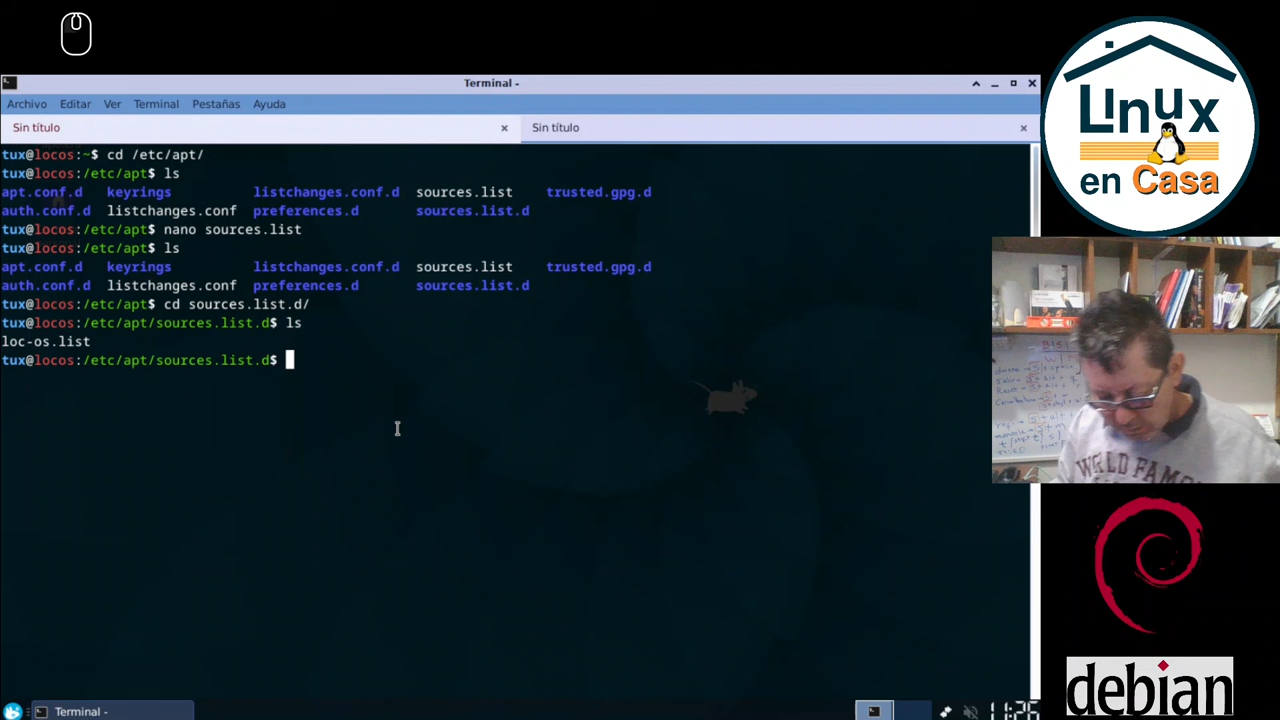 Terminal -
Archivo Editar Ver Terminal Pestañas Ayuda
Sin título
Sin título
tux@locos:~$ cd /etc/apt/
tux@locos:/etc/apt$ ls
apt.conf.d keyrings listchanges.conf.d sources.list trusted.gpg.d
auth.conf.d listchanges.conf preferences.d sources.list.d
tux@locos:/etc/apt$ nano sources.list
tux@locos:/etc/apt$ ls
apt.conf.d keyrings listchanges.conf.d sources.list trusted.gpg.d
auth.conf.d listchanges.conf preferences.d sources.list.d
tux@locos:/etc/apt$ cd sources.list.d/
tux@locos:/etc/apt/sources.list.d$ ls
loc-os.list
tux@locos:/etc/apt/sources.list.d$
Terminal -
11:26
Linux
en Casa
WORLD FAMOUS
debian